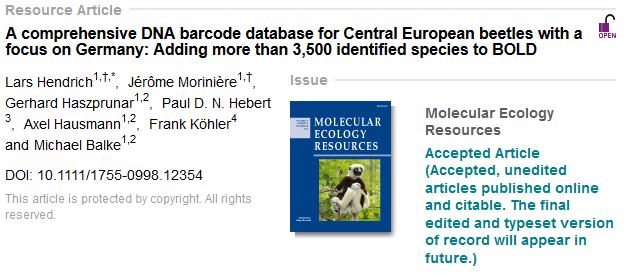 Resource Article
OPEN
A comprehensive DNA barcode database for Central European beetles with a
focus on Germany: Adding more than 3,500 identified species to BOLD
Lars Hendrich1,†,*, Jérôme Morinière1,†,
Gerhard Haszprunar1,2, Paul D. N. Hebert
3, Axel Hausmann1,2, Frank Köhler4
and Michael Balke1,2
DOI: 10.1111/1755-0998.12354
This article is protected by copyright. All rights
reserved.
Issue
MOLECULAR
ECOLOGY
RESOURCES
Molecular Ecology
Resources
Accepted Article
(Accepted, unedited
articles published online
and citable. The final
edited and typeset version
of record will appear in
future.)